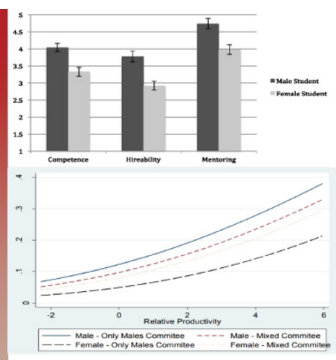 5
4.5
4
3.5
3
2.5
2
1.5
1
Competence Hireability Mentoring
Male Student
Female Student
.4
.3
.2
.1
0
-2 0 2 4 6
Relative Productivity
Male - Only Males Commitee Male - Mixed Commitee
Female - Only Males Commitee Female - Mixed Commitee